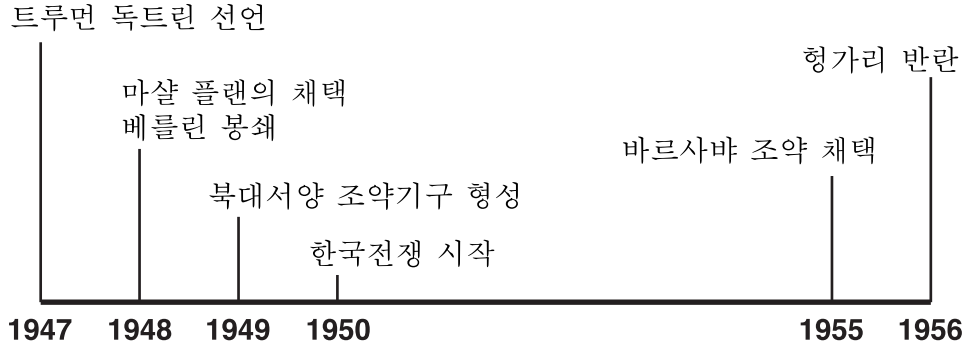 트루먼 독트린 선언
헝가리 반란
마샬 플랜의 채택
베를린 봉쇄
바르사뱌 조약 채택
북대서양 조약기구 형성
한국전쟁 시작
1947 1948 1949 1950 1955 1956